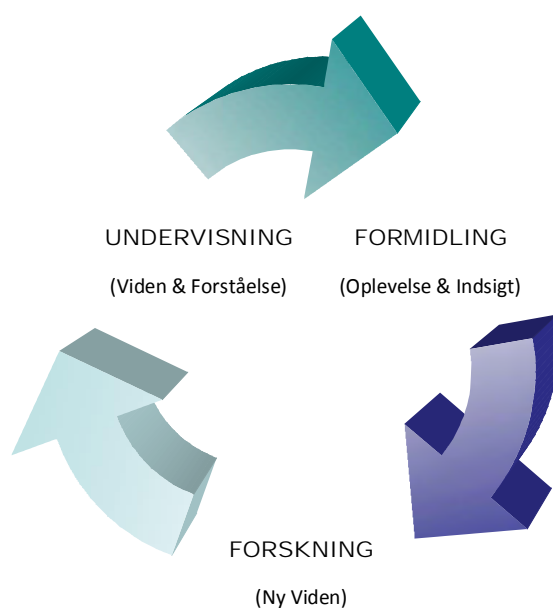 UNDERVISNING
(Viden & Forståelse)
FORMIDLING
(Oplevelse & Indsigt)
FORSKNING
(Ny Viden)